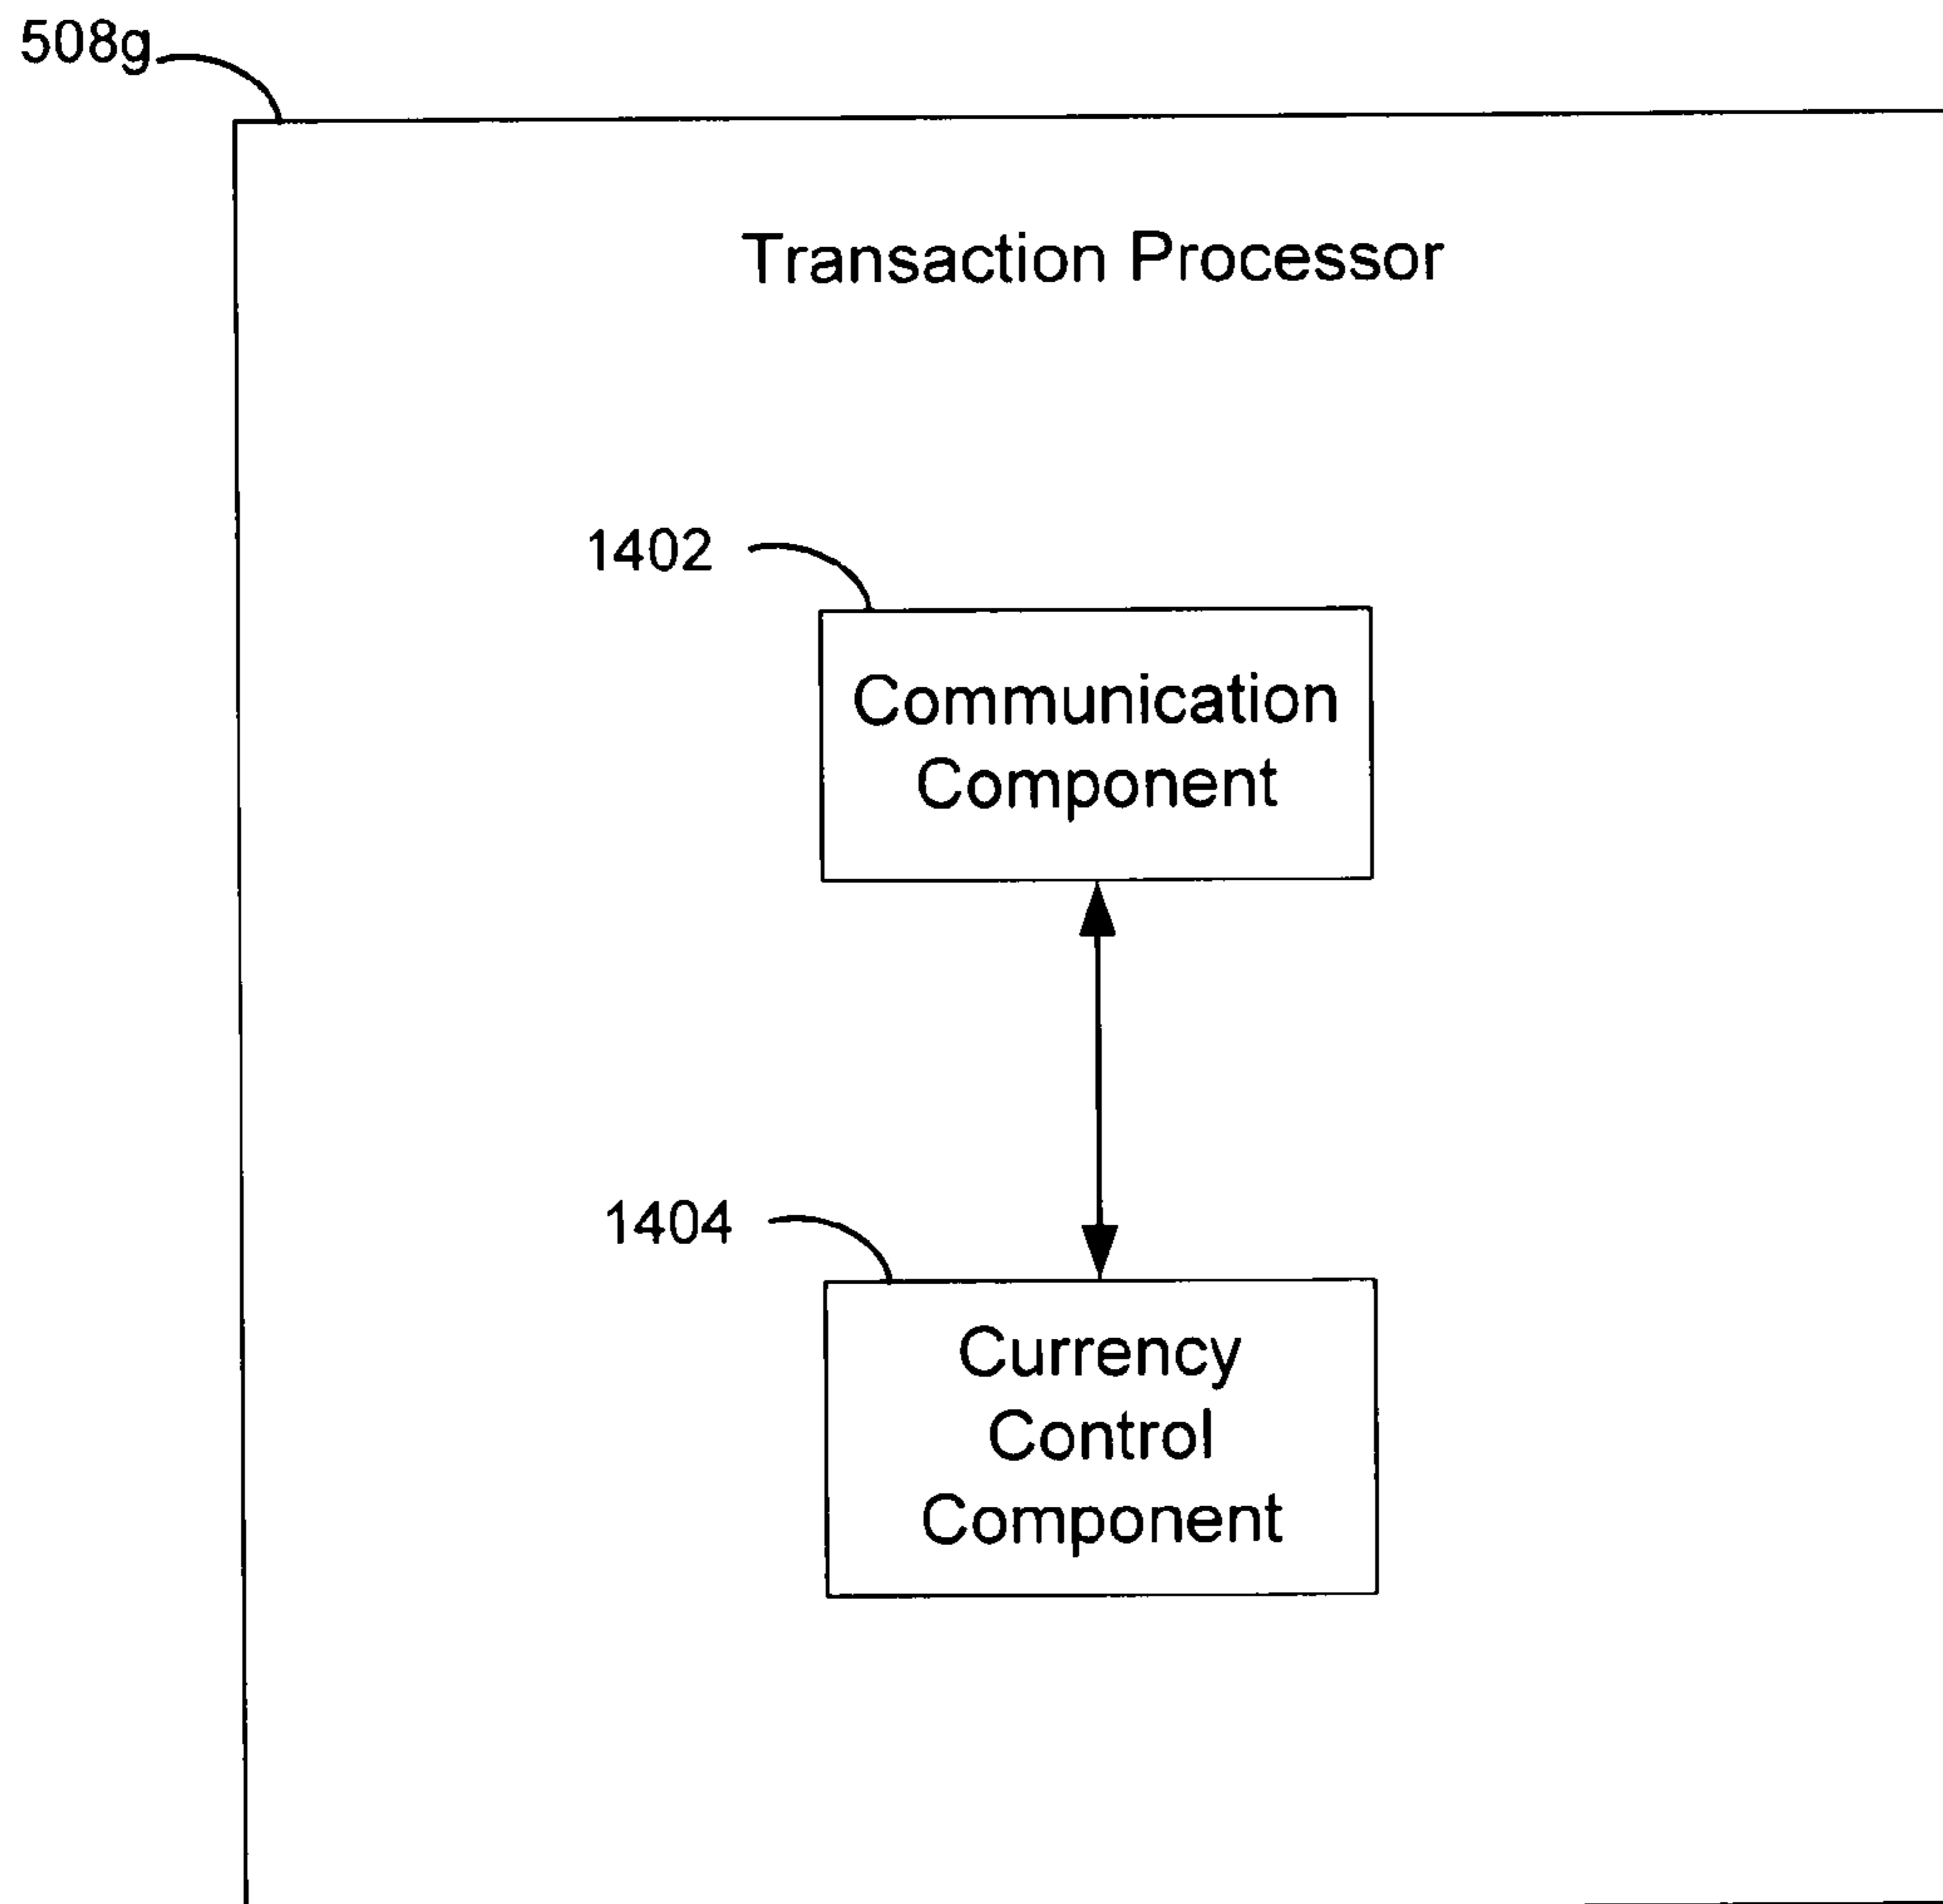 508g
Transaction Processor
1402
Communication
Component
1404
Currency
Control
Component